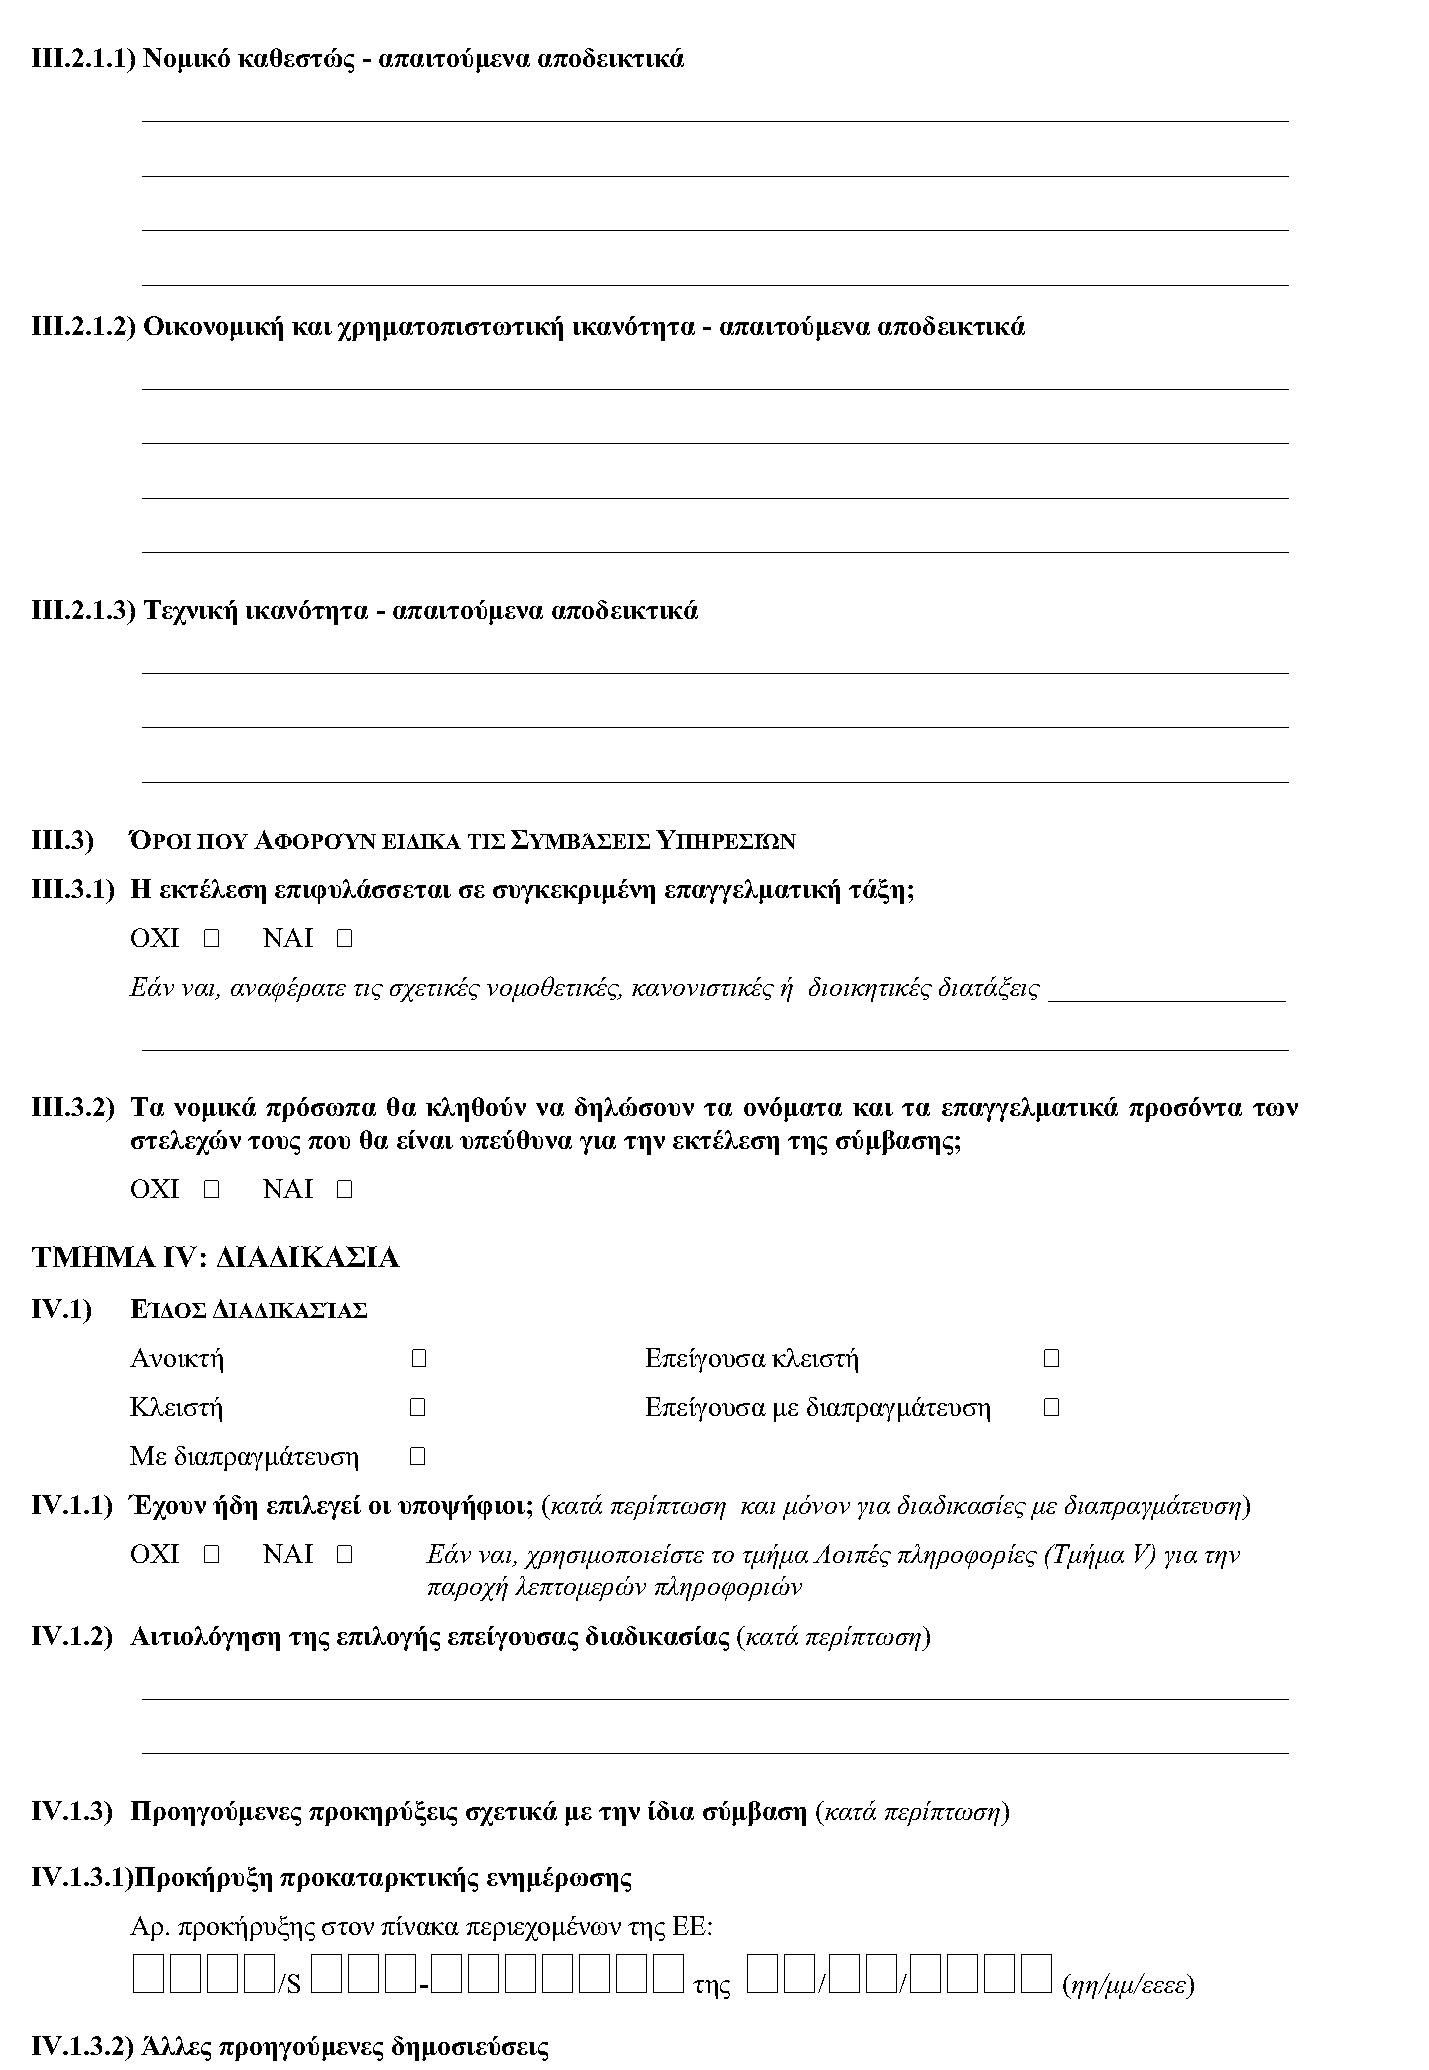 III.2.1.1) Νομικό καθεστώς - απαιτούμενα αποδεικτικά
III.2.1.2) Οικονομική και χρηματοπιστωτική ικανότητα - απαιτούμενα αποδεικτικά
III.2.1.3) Τεχνική ικανότητα - απαιτούμενα αποδεικτικά
III.3) ΌΡΟΙ ΠΟΥ ΑΦΟΡΟΎΝ ΕΙΔΙΚΑ ΤΙΣ ΣΥΜΒΆΣΕΙΣ ΥΠΗΡΕΣΙΏΝ
III.3.1) Η εκτέλεση επιφυλάσσεται σε συγκεκριμένη επαγγελματική τάξη;
ΟΧΙ □ ΝΑΙ □
Εάν ναι, αναφέρατε τις σχετικές νομοθετικές, κανονιστικές ή διοικητικές διατάξεις
III.3.2) Τα νομικά πρόσωπα θα κληθούν να δηλώσουν τα ονόματα και τα επαγγελματικά προσόντα των
στελεχών τους που θα είναι υπεύθυνα για την εκτέλεση της σύμβασης;
ΟΧΙ □ ΝΑΙ □
ΤΜΗΜΑ IV: ΔΙΑΔΙΚΑΣΙΑ
IV.1) ΕΊΔΟΣ ΔΙΑΔΙΚΑΣΊΑΣ
Ανοικτή □ Επείγουσα κλειστή □
Κλειστή □ Επείγουσα με διαπραγμάτευση □
Με διαπραγμάτευση □
IV.1.1) Έχουν ήδη επιλεγεί οι υποψήφιοι; (κατά περίπτωση και μόνον για διαδικασίες με διαπραγμάτευση)
ΟΧΙ □ ΝΑΙ □ Εάν ναι, χρησιμοποιείστε το τμήμα Λοιπές πληροφορίες (Τμήμα V) για την
παροχή λεπτομερών πληροφοριών
IV.1.2) Αιτιολόγηση της επιλογής επείγουσας διαδικασίας (κατά περίπτωση)
IV.1.3) Προηγούμενες προκηρύξεις σχετικά με την ίδια σύμβαση (κατά περίπτωση)
IV.1.3.1)Προκήρυξη προκαταρκτικής ενημέρωσης
Αρ. προκήρυξης στον πίνακα περιεχομένων της ΕΕ:
□□□□/S □□□-□□□□□□□ της □□/□□/□□□□ (ηη/μμ/εεεε)
IV.1.3.2) Άλλες προηγούμενες δημοσιεύσεις